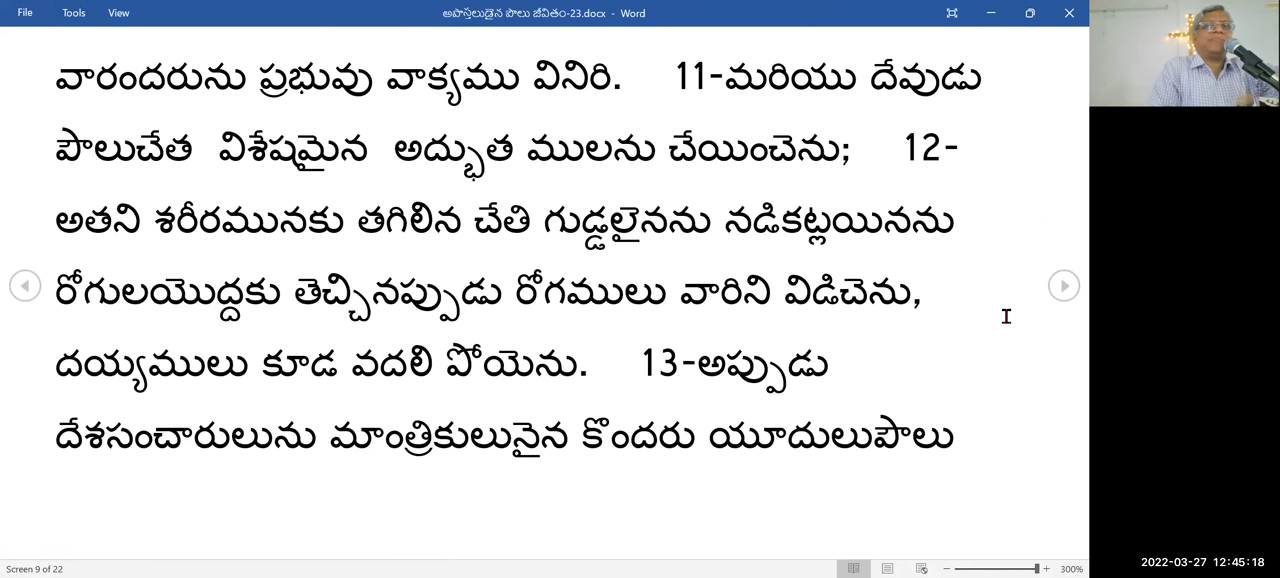 File Tools View అపొస్తలుడైన పౌలు జీవితం-23.docx - Word
వారందరును ప్రభువు వాక్యము వినిరి. 11-మరియు దేవుడు
పౌలుచేత విశేషమైన అద్భుత ములను చేయించెను; 12-
అతని శరీరమునకు తగిలిన చేతి గుడ్డలైనను నడికట్లయినను
రోగులయొద్దకు తెచ్చినప్పుడు రోగములు వారిని విడిచెను,
దయ్యములు కూడ వదలి పోయెను. 13-అప్పుడు
దేశసంచారులును మాంత్రికులునైన కొందరు యూదులుపౌలు
Screen 9 of 22 300%
2022-03-27 12:45:18